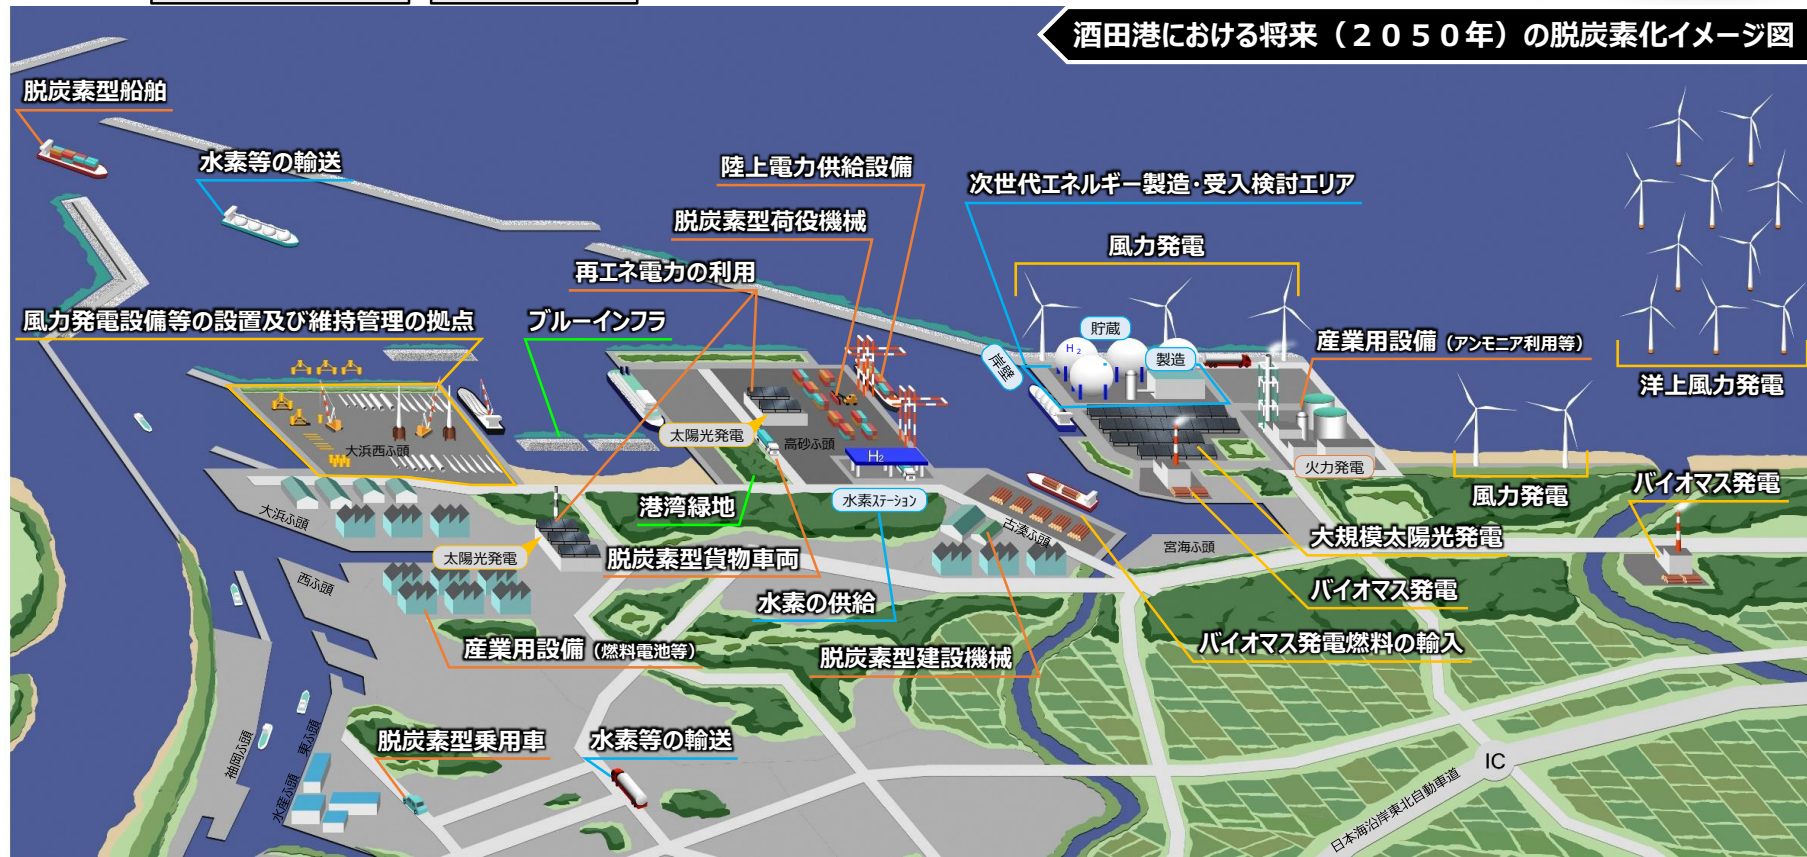 酒田港における将来（２０５０年）の脱炭素化イメージ図
脱炭素型船舶
水素等の輸送
陸上電力供給設備
次世代エネルギー製造・受入検討エリア
脱炭素型荷役機械
風力発電
再エネ電力の利用
風力発電設備等の設置及び維持管理の拠点
ブルーインフラ
貯蔵
H₂
製造
岸壁
産業用設備（アンモニア利用等）
洋上風力発電
太陽光発電
高砂ふ頭
大浜西ふ頭
H₂
火力発電
風力発電
バイオマス発電
水素ステーション
港湾緑地
大浜ふ頭
古湊ふ頭
宮海ふ頭
大規模太陽光発電
太陽光発電
脱炭素型貨物車両
西ふ頭
水素の供給
バイオマス発電
産業用設備（燃料電池等）
脱炭素型建設機械
バイオマス発電燃料の輸入
脱炭素型乗用車
水素等の輸送
袖岡ふ頭
東ふ頭
水産ふ頭
IC
日本海沿岸東北自動車道